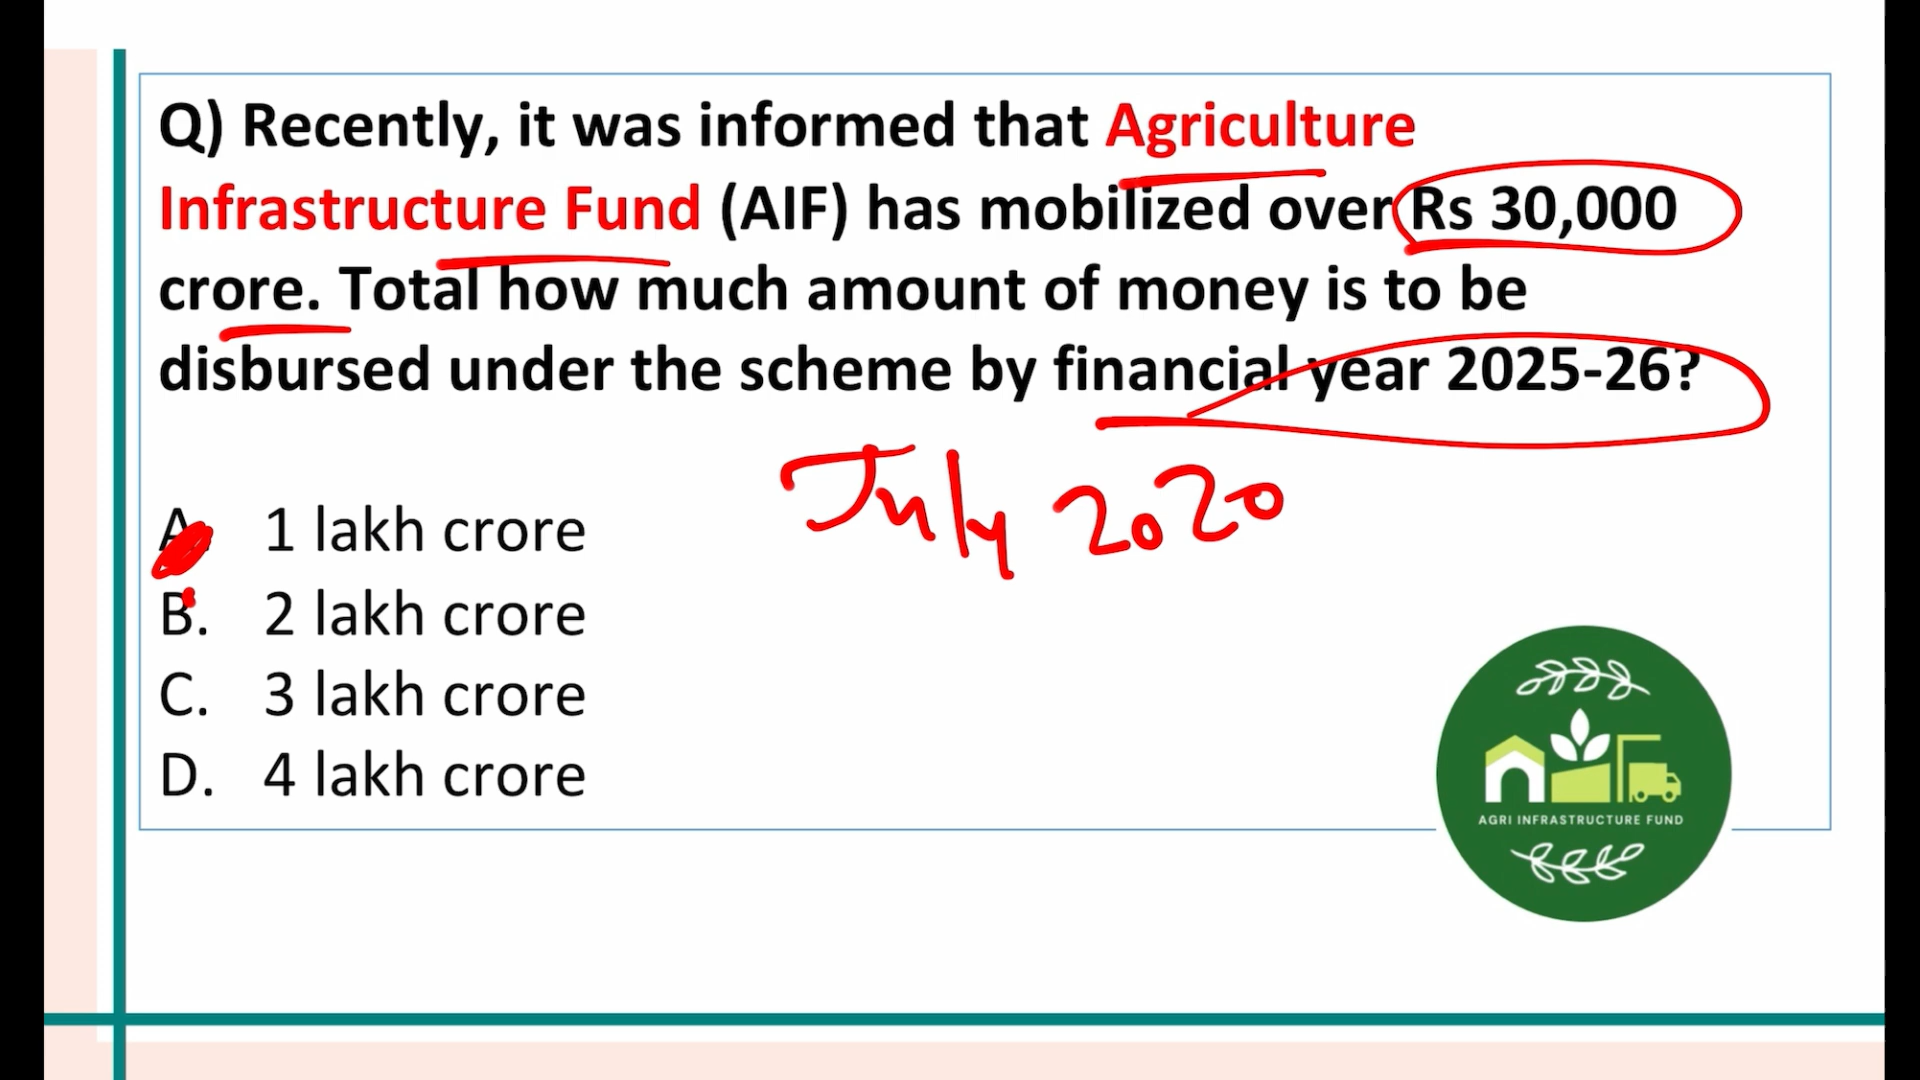 Q) Recently, it was informed that Agriculture
Infrastructure Fund (AIF) has mobilized over Rs 30,000
crore. Total how much amount of money is to be
disbursed under the scheme by financial year 2025-26?
July 2020
A. 1 lakh crore
B. 2 lakh crore
C. 3 lakh crore
D. 4 lakh crore
AGRI INFRASTRUCTURE FUND